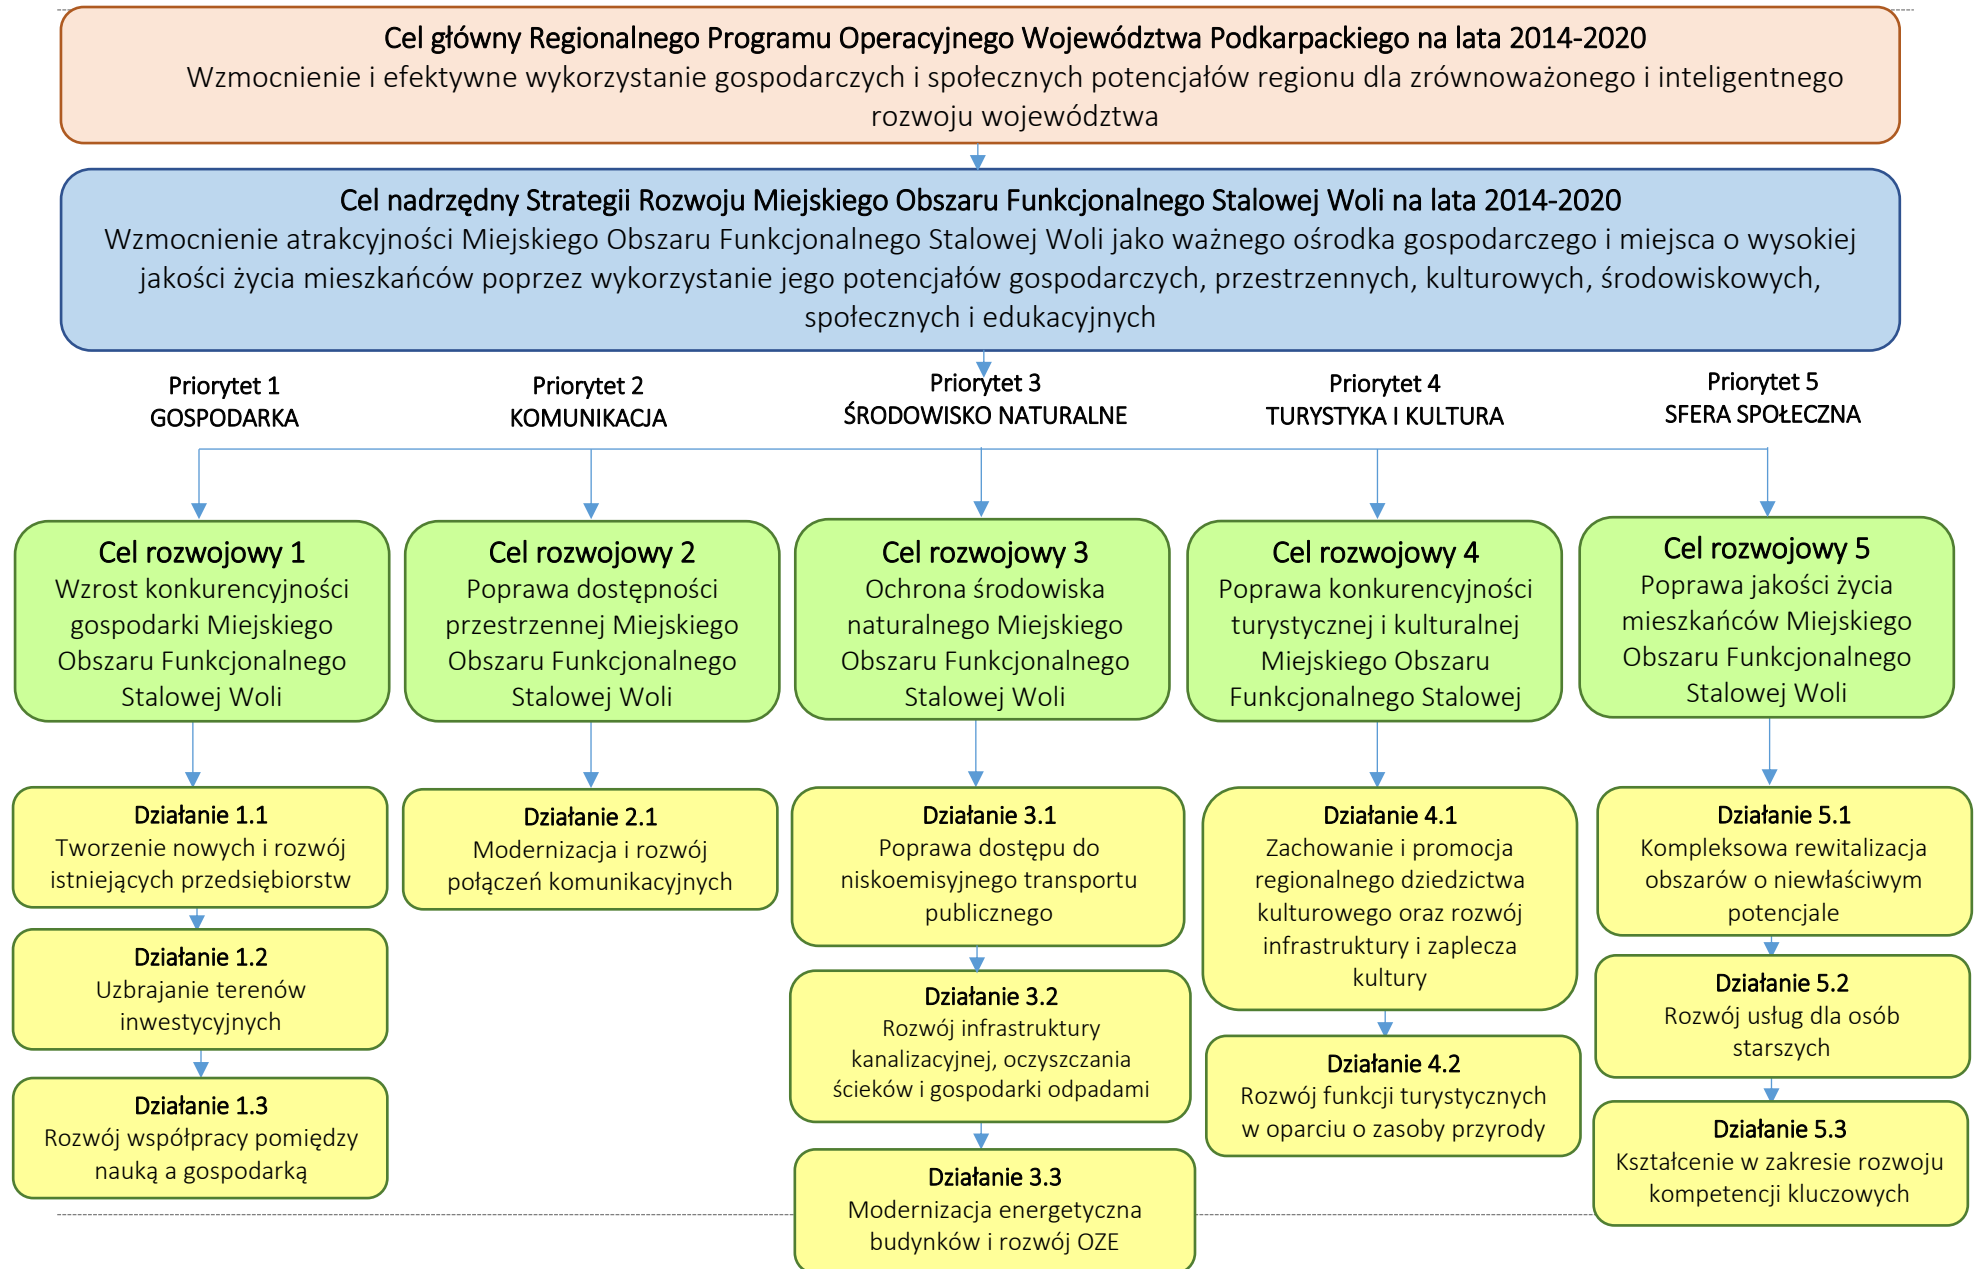 Cel główny Regionalnego Programu Operacyjnego Województwa Podkarpackiego na lata 2014-2020
Wzmocnienie i efektywne wykorzystanie gospodarczych i społecznych potencjałów regionu dla zrównoważonego i inteligentnego
rozwoju województwa
Cel nadrzędny Strategii Rozwoju Miejskiego Obszaru Funkcjonalnego Stalowej Woli na lata 2014-2020
Wzmocnienie atrakcyjności Miejskiego Obszaru Funkcjonalnego Stalowej Woli jako ważnego ośrodka gospodarczego i miejsca o wysokiej
jakości życia mieszkańców poprzez wykorzystanie jego potencjałów gospodarczych, przestrzennych, kulturowych, środowiskowych,
społecznych i edukacyjnych
Priorytet 1
GOSPODARKA
Priorytet 2
KOMUNIKACJA
Priorytet 3
ŚRODOWISKO NATURALNE
Priorytet 4
TURYSTYKA I KULTURA
Priorytet 5
SFERA SPOŁECZNA
Cel rozwojowy 1
Wzrost konkurencyjności
gospodarki Miejskiego
Obszaru Funkcjonalnego
Stalowej Woli
Cel rozwojowy 2
Poprawa dostępności
przestrzennej Miejskiego
Obszaru Funkcjonalnego
Stalowej Woli
Cel rozwojowy 3
Ochrona środowiska
naturalnego Miejskiego
Obszaru Funkcjonalnego
Stalowej Woli
Cel rozwojowy 4
Poprawa konkurencyjności
turystycznej i kulturalnej
Miejskiego Obszaru
Funkcjonalnego Stalowej
Cel rozwojowy 5
Poprawa jakości życia
mieszkańców Miejskiego
Obszaru Funkcjonalnego
Stalowej Woli
Działanie 1.1
Tworzenie nowych i rozwój
istniejących przedsiębiorstw
Działanie 1.2
Uzbrajanie terenów
inwestycyjnych
Działanie 1.3
Rozwój współpracy pomiędzy
nauką a gospodarką
Działanie 2.1
Modernizacja i rozwój
połączeń komunikacyjnych
Działanie 3.1
Poprawa dostępu do
niskoemisyjnego transportu
publicznego
Działanie 3.2
Rozwój infrastruktury
kanalizacyjnej, oczyszczania
ścieków i gospodarki odpadami
Działanie 3.3
Modernizacja energetyczna
budynków i rozwój OZE
Działanie 4.1
Zachowanie i promocja
regionalnego dziedzictwa
kulturowego oraz rozwój
infrastruktury i zaplecza
kultury
Działanie 4.2
Rozwój funkcji turystycznych
w oparciu o zasoby przyrody
Działanie 5.1
Kompleksowa rewitalizacja
obszarów o niewłaściwym
potencjale
Działanie 5.2
Rozwój usług dla osób
starszych
Działanie 5.3
Kształcenie w zakresie rozwoju
kompetencji kluczowych